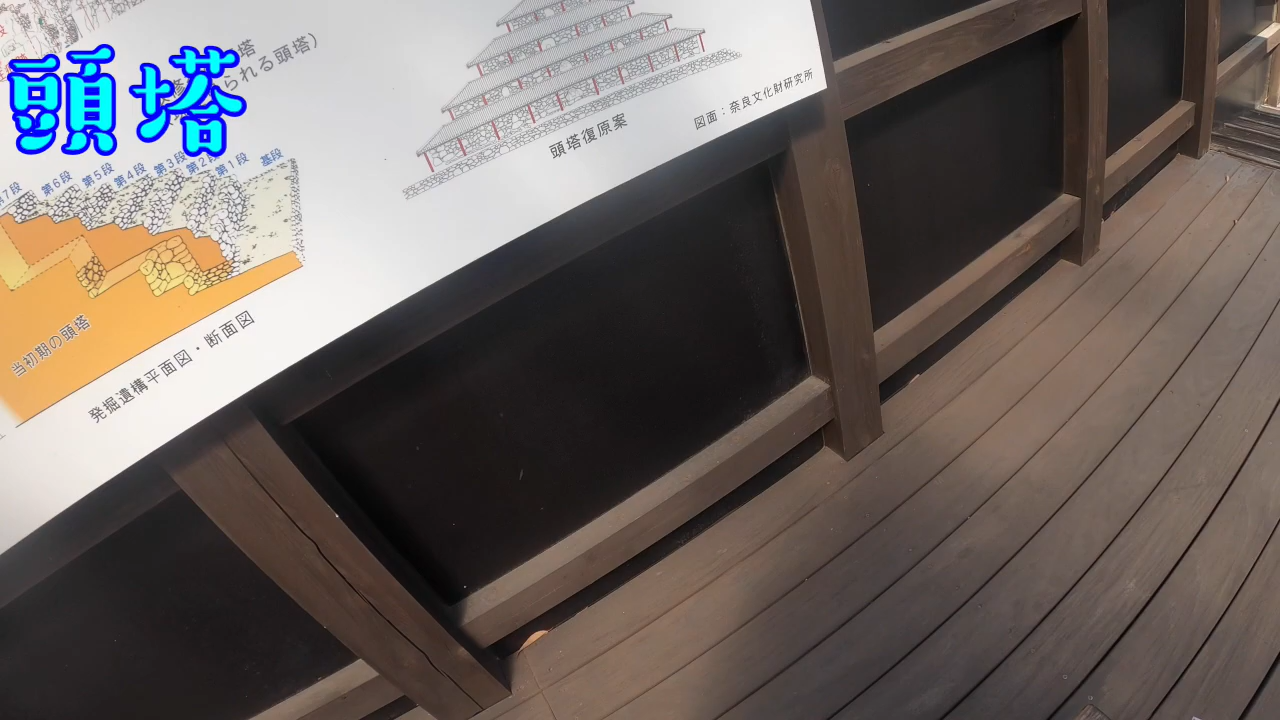 頭塔
られる頭塔)
第6段
第5段
第4段
第3段
第2段
第1段
基段
当初期の頭塔
発掘遺構平面図・断面図
頭塔復原案
図面:奈良文化財研究所